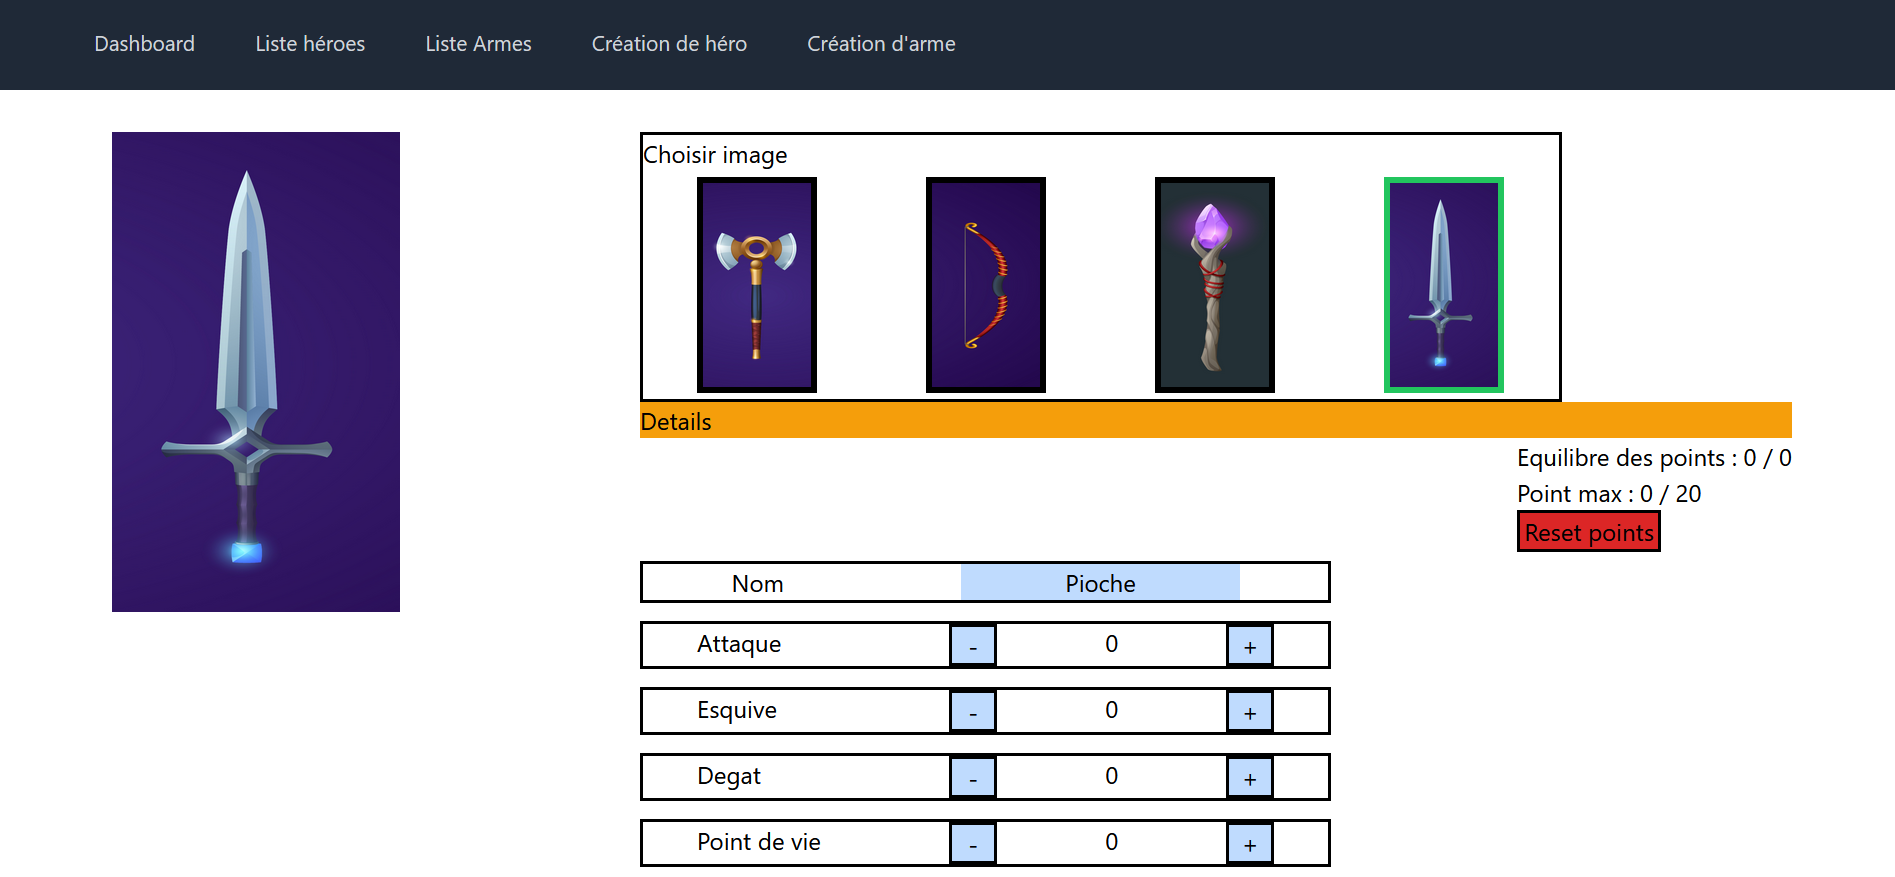 Dashboard Liste héroes Liste Armes Création de héro Création d'arme
Choisir image
Details
Equilibre des points : 0 / 0
Point max : 0 / 20
Reset points
Nom Pioche
Attaque - 0 +
Esquive - 0 +
Degat - 0 +
Point de vie - 0 +